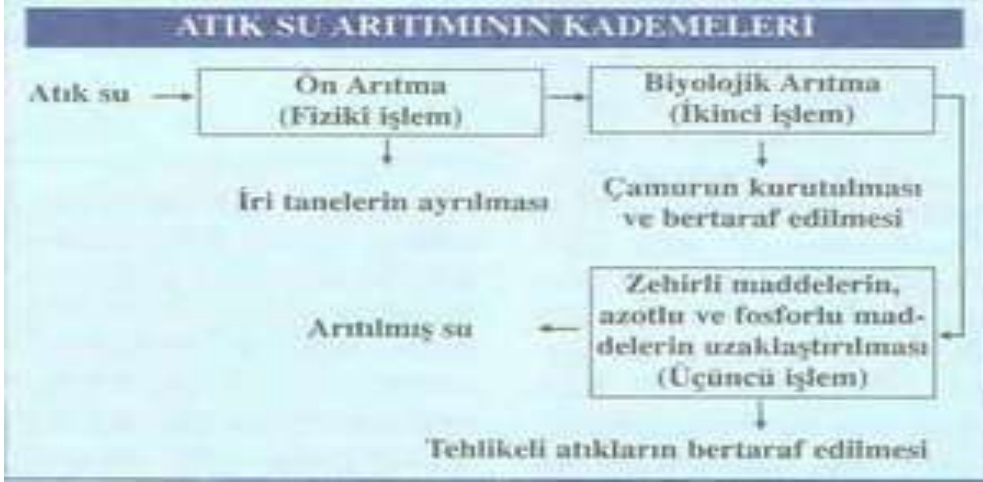 ATIK SU ARITIMININ KADEMELERİ
Atık su
Ön Arıtma
(Fiziki işlem)
Biyolojik Arıtma
(İkinci işlem)
İri tanelerin ayrılması
Çamurun kurutulması
ve bertaraf edilmesi
Zehirli maddelerin,
azotlu ve fosforlu mad-
delerin uzaklaştırılması
(Üçüncü işlem)
Arıtılmış su
Tehlikeli atıkların bertaraf edilmesi